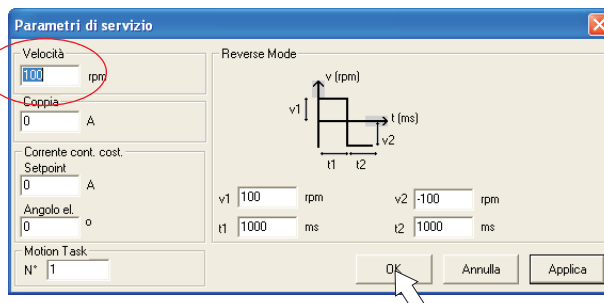 Parametri di servizio
Velocità
100 rpm
Coppia
0 A
Corrente cont. cost.
Setpoint
0 A
Angolo el.
0 °
Motion Task
N° 1
Reverse Mode
v (rpm)
v1
t (ms)
v2
t1 t2
v1 100 rpm v2 -100 rpm
t1 1000 ms t2 1000 ms
OK Annulla Applica